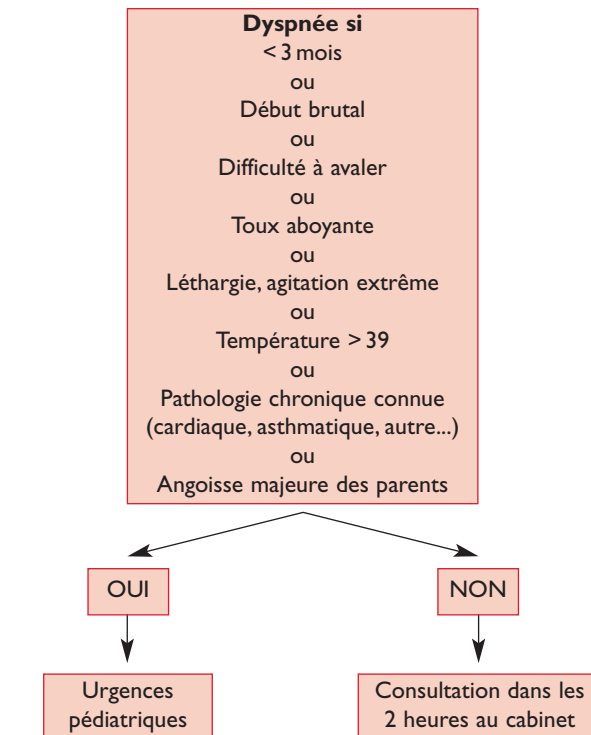 Dyspnée si
< 3 mois
ou
Début brutal
ou
Difficulté à avaler
ou
Toux aboyante
ou
Léthargie, agitation extrême
ou
Température > 39
ou
Pathologie chronique connue
(cardiaque, asthmatique, autre...)
ou
Angoisse majeure des parents
OUI
NON
Urgences
pédiatriques
Consultation dans les
2 heures au cabinet